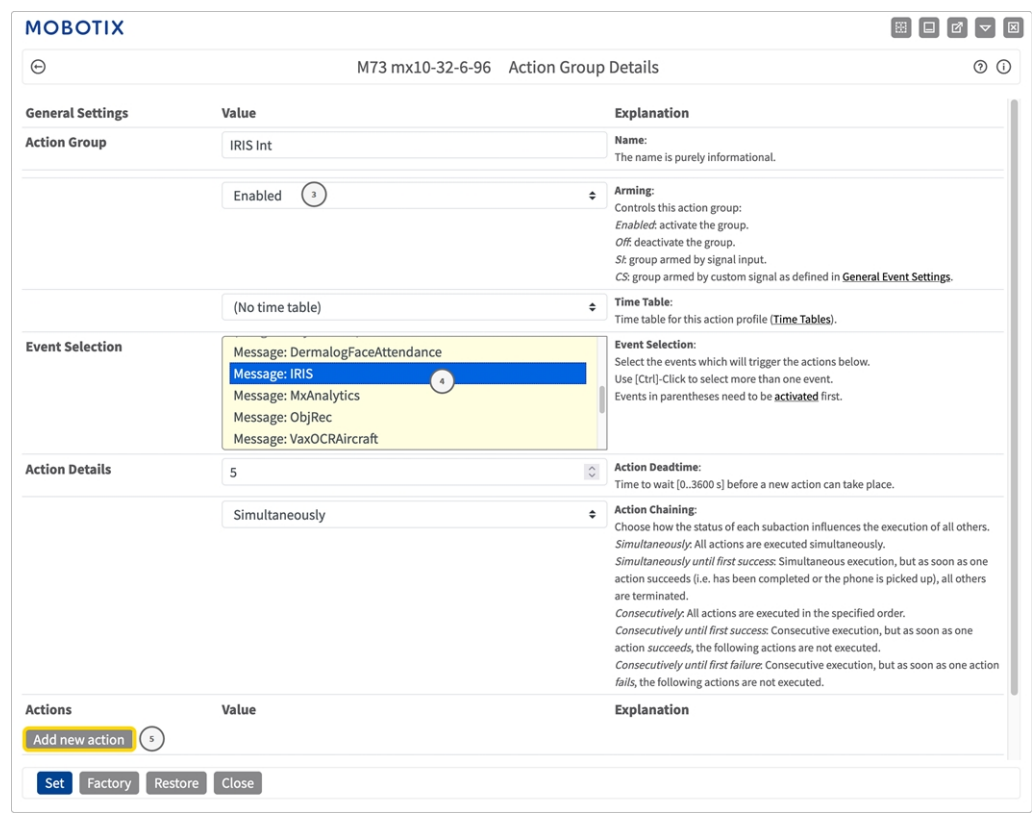 MOBOTIX
M73 mx10-32-6-96 Action Group Details
General Settings Value Explanation
Action Group IRIS Int Name:
The name is purely informational.
Enabled 3 Arming:
Controls this action group:
Enabled: activate the group.
Off: deactivate the group.
SI: group armed by signal input.
CS: group armed by custom signal as defined in General Event Settings.
(No time table) Time Table:
Time table for this action profile (Time Tables).
Event Selection
Message: DermalogFaceAttendance
Message: IRIS 4
Message: MxAnalytics
Message: ObjRec
Message: VaxOCRAircraft
Event Selection:
Select the events which will trigger the actions below.
Use [Ctrl]-Click to select more than one event.
Events in parentheses need to be activated first.
Action Details 5 Action Deadtime:
Time to wait [0..3600 s] before a new action can take place.
Simultaneously Action Chaining:
Choose how the status of each subaction influences the execution of all others.
Simultaneously: All actions are executed simultaneously.
Simultaneously until first success: Simultaneous execution, but as soon as one
action succeeds (i.e. has been completed or the phone is picked up), all others
are terminated.
Consecutively: All actions are executed in the specified order.
Consecutively until first success: Consecutive execution, but as soon as one
action succeeds, the following actions are not executed.
Consecutively until first failure: Consecutive execution, but as soon as one action
fails, the following actions are not executed.
Actions Value Explanation
Add new action 5
Set Factory Restore Close